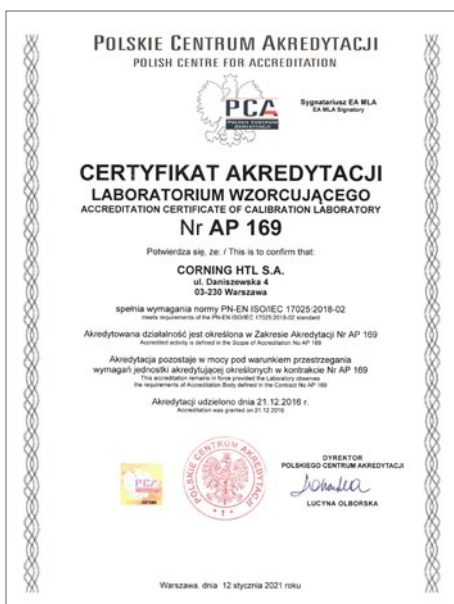 POLSKIE CENTRUM AKREDYTACJI
POLISH CENTRE FOR ACCREDITATION
PCA
POLSKIE CENTRUM
AKREDYTACJI
Sygnatariusz EA MLA
EA MLA Signatory
CERTYFIKAT AKREDYTACJI
LABORATORIUM WZORCUJĄCEGO
ACCREDITATION CERTIFICATE OF CALIBRATION LABORATORY
Nr AP 169
Potwierdza się, że: / This is to confirm that:
CORNING HTL S.A.
ul. Daniszewska 4
03-230 Warszawa
spełnia wymagania normy PN-EN ISO/IEC 17025:2018-02
meets requirements of the PN-EN ISO/IEC 17025:2018-02 standard
Akredytowana działalność jest określona w Zakresie Akredytacji Nr AP 169
Accredited activity is defined in the Scope of Accreditation No AP 169
Akredytacja pozostaje w mocy pod warunkiem przestrzegania
wymagań jednostki akredytującej określonych w kontrakcie Nr AP 169
This accreditation remains in force provided the Laboratory observes
the requirements of Accreditation Body defined in the Contract No AP 169
Akredytacji udzielono dnia 21.12.2016 r.
Accreditation was granted on 21.12.2016
PCA
POLSKIE CENTRUM AKREDYTACJI
1
DYREKTOR
POLSKIEGO CENTRUM AKREDYTACJI
LUCYNA OLBORSKA
Warszawa, dnia 12 stycznia 2021 roku